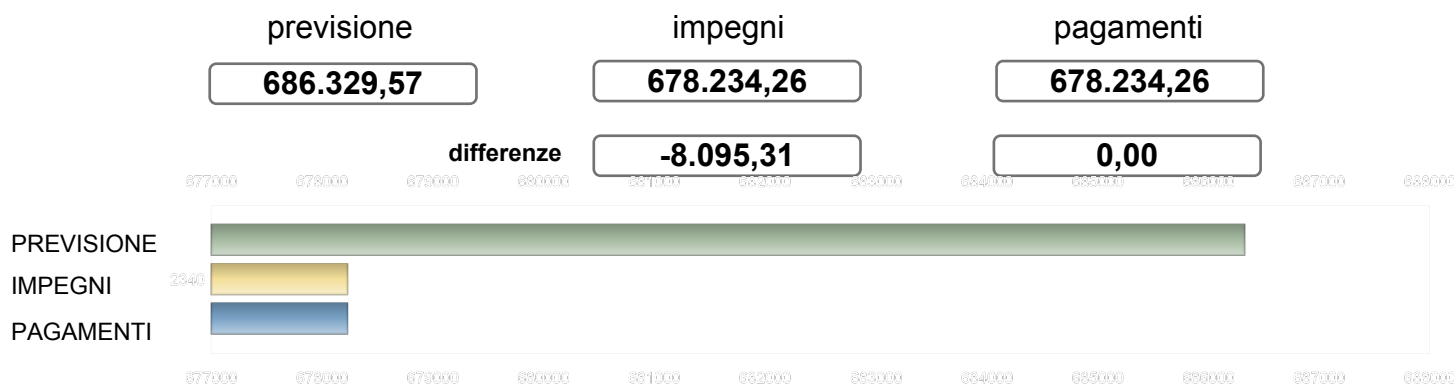 previsione impegni pagamenti
686.329,57 678.234,26 678.234,26
differenze -8.095,31 0,00
677000 678000 679000 680000 681000 682000 683000 684000 685000 686000 687000 688000
PREVISIONE
2340
IMPEGNI
PAGAMENTI
677000 678000 679000 680000 681000 682000 683000 684000 685000 686000 687000 688000